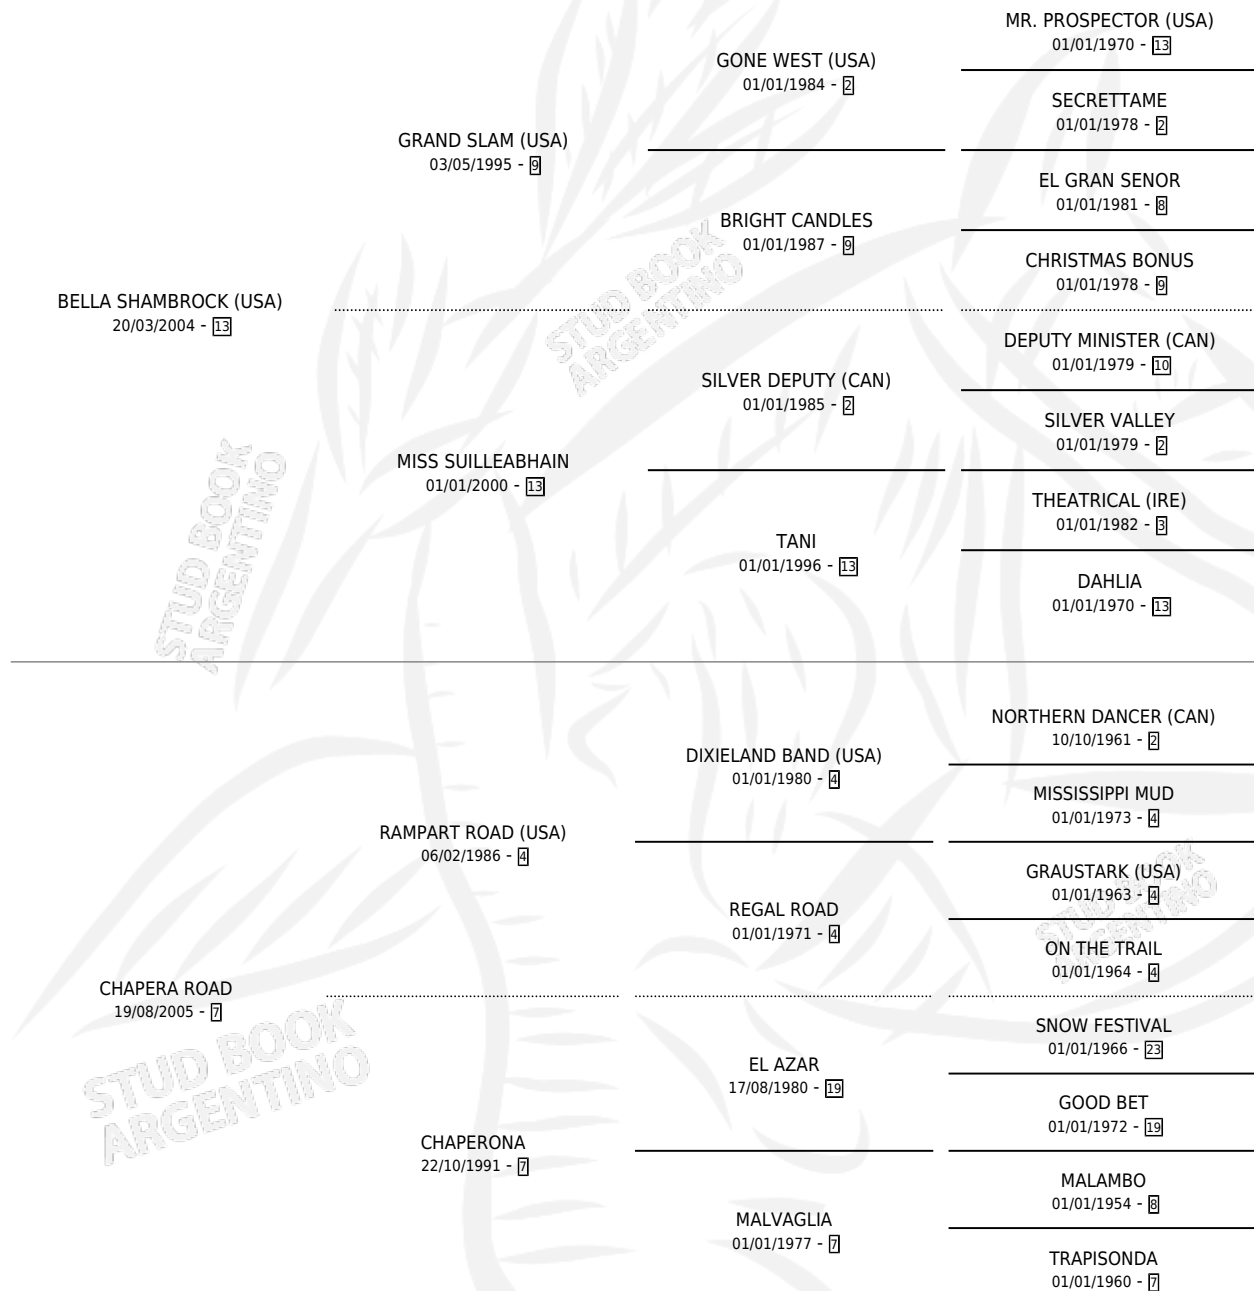 MR. PROSPECTOR (USA)
01/01/1970 - 13
GONE WEST (USA)
01/01/1984 - 2
SECRETTAME
01/01/1978 - 2
GRAND SLAM (USA)
03/05/1995 - 9
EL GRAN SENOR
01/01/1981 - 8
BRIGHT CANDLES
01/01/1987 - 9
CHRISTMAS BONUS
01/01/1978 - 9
BELLA SHAMBROCK (USA)
20/03/2004 - 13
DEPUTY MINISTER (CAN)
01/01/1979 - 10
SILVER DEPUTY (CAN)
01/01/1985 - 2
SILVER VALLEY
01/01/1979 - 2
MISS SUILLEABHAIN
01/01/2000 - 13
THEATRICAL (IRE)
01/01/1982 - 3
TANI
01/01/1996 - 13
DAHLIA
01/01/1970 - 13
STUD BOOK
ARGENTINO
STUD BOOK
ARGENTINO
NORTHERN DANCER (CAN)
10/10/1961 - 2
DIXIELAND BAND (USA)
01/01/1980 - 4
MISSISSIPPI MUD
01/01/1973 - 4
RAMPART ROAD (USA)
06/02/1986 - 4
GRAUSTARK (USA)
01/01/1963 - 4
REGAL ROAD
01/01/1971 - 4
ON THE TRAIL
01/01/1964 - 4
CHAPERA ROAD
19/08/2005 - 7
SNOW FESTIVAL
01/01/1966 - 23
EL AZAR
17/08/1980 - 19
GOOD BET
01/01/1972 - 19
CHAPERONA
22/10/1991 - 7
MALAMBO
01/01/1954 - 8
MALVAGLIA
01/01/1977 - 7
TRAPISONDA
01/01/1960 - 7
STUD BOOK
ARGENTINO
STUD BOOK
ARGENTINO